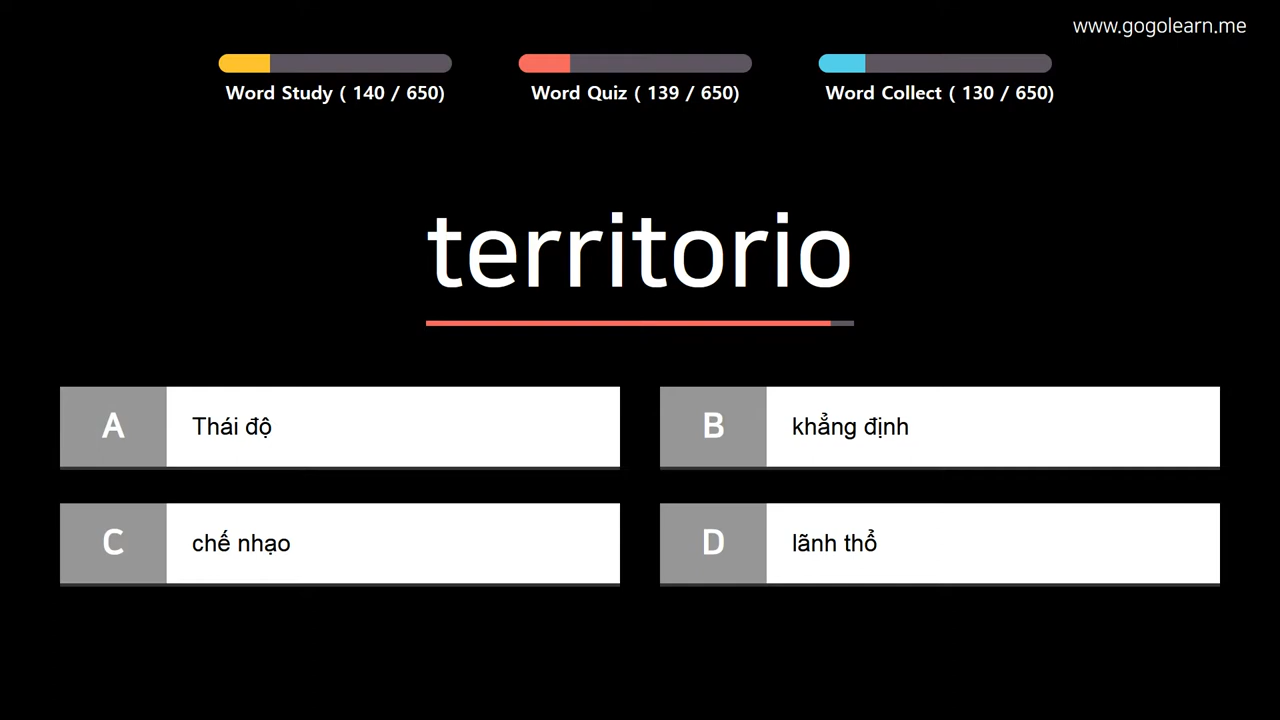 www.gogolearn.me
Word Study ( 140 / 650)
Word Quiz ( 139 / 650)
Word Collect ( 130 / 650)
territorio
A Thái độ
B khẳng định
C chế nhạo
D lãnh thổ